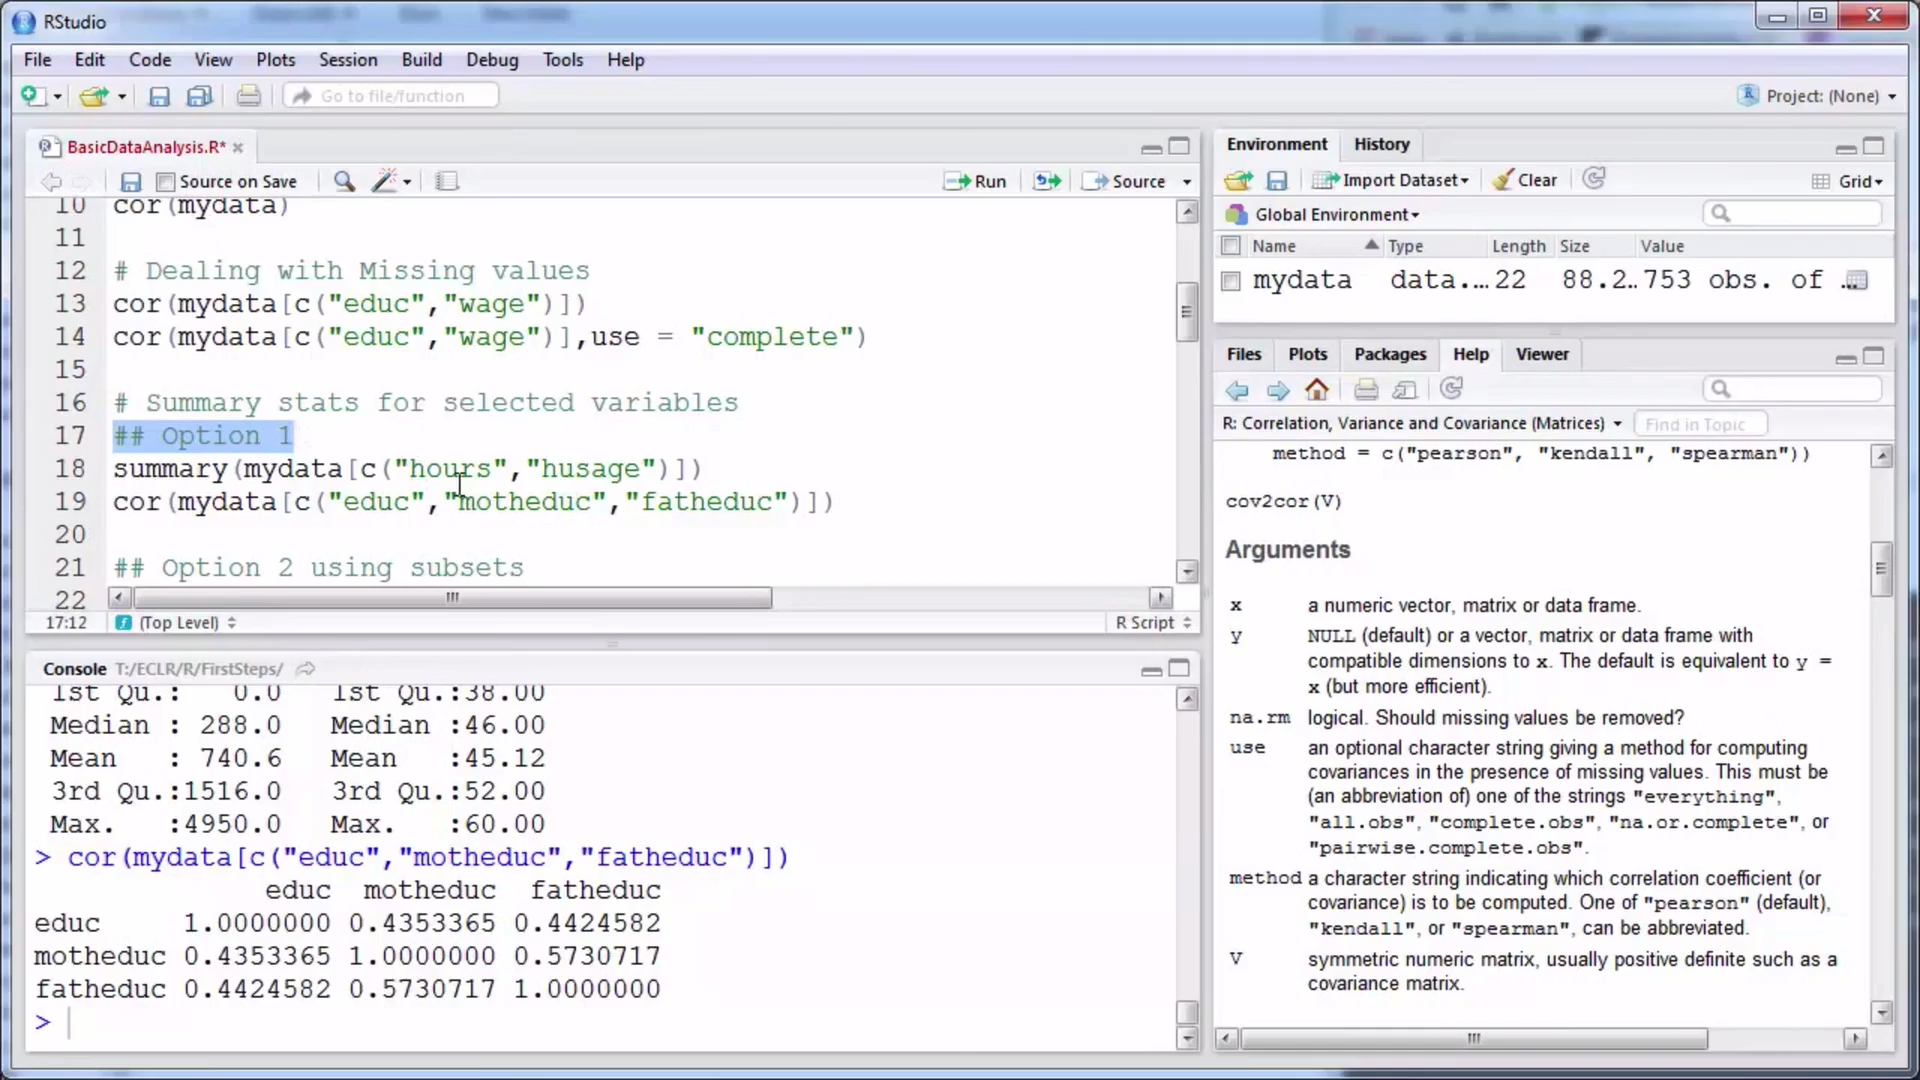 RStudio
File Edit Code View Plots Session Build Debug Tools Help
Go to file/function
Project: (None)
BasicDataAnalysis.R*
Source on Save
Run
Source
10 cor(mydata)
11
12 # Dealing with Missing values
13 cor(mydata[c("educ","wage")])
14 cor(mydata[c("educ","wage")],use = "complete")
15
16 # Summary stats for selected variables
17 ## Option 1
18 summary(mydata[c("hours","husage")])
19 cor(mydata[c("educ","motheduc","fatheduc")])
20
21 ## Option 2 using subsets
22
17:12 (Top Level) R Script
Console T:/ECLR/R/FirstSteps/
1st Qu.: 0.0 1st Qu.:38.00
Median : 288.0 Median :46.00
Mean : 740.6 Mean :45.12
3rd Qu.:1516.0 3rd Qu.:52.00
Max. :4950.0 Max. :60.00
> cor(mydata[c("educ","motheduc","fatheduc")])
educ motheduc fatheduc
educ 1.0000000 0.4353365 0.4424582
motheduc 0.4353365 1.0000000 0.5730717
fatheduc 0.4424582 0.5730717 1.0000000
>
Environment History
Import Dataset Clear Grid
Global Environment
Name Type Length Size Value
mydata data.… 22 88.2… 753 obs. of …
Files Plots Packages Help Viewer
R: Correlation, Variance and Covariance (Matrices) Find in Topic
method = c("pearson", "kendall", "spearman"))
cov2cor(V)
Arguments
x a numeric vector, matrix or data frame.
y NULL (default) or a vector, matrix or data frame with
compatible dimensions to x. The default is equivalent to y =
x (but more efficient).
na.rm logical. Should missing values be removed?
use an optional character string giving a method for computing
covariances in the presence of missing values. This must be
(an abbreviation of) one of the strings "everything",
"all.obs", "complete.obs", "na.or.complete", or
"pairwise.complete.obs".
method a character string indicating which correlation coefficient (or
covariance) is to be computed. One of "pearson" (default),
"kendall", or "spearman", can be abbreviated.
V symmetric numeric matrix, usually positive definite such as a
covariance matrix.